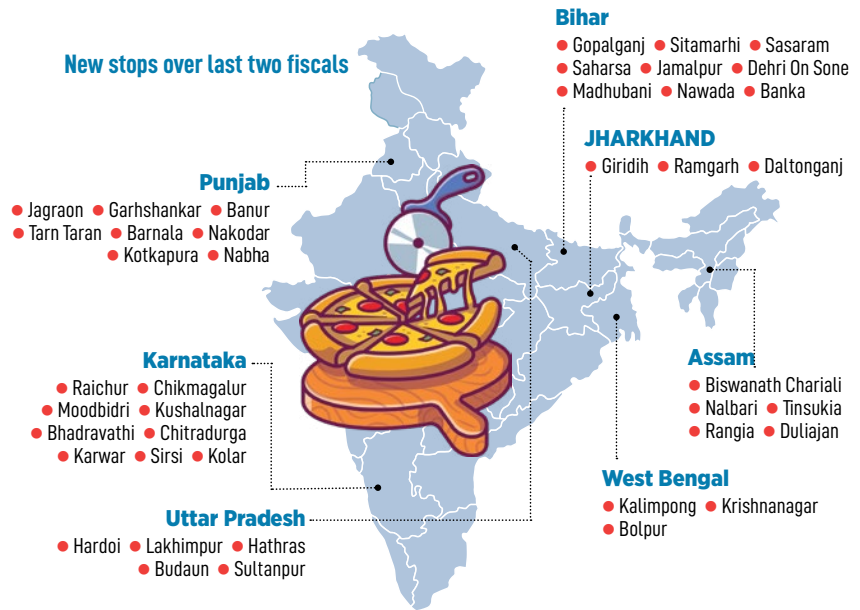 New stops over last two fiscals
Bihar
Gopalganj Sitamarhi Sasaram
Saharsa Jamalpur Dehri On Sone
Madhubani Nawada Banka
JHARKHAND
Giridih Ramgarh Daltonganj
Punjab
Jagraon Garhshankar Banur
Tarn Taran Barnala Nakodar
Kotkapura Nabha
Karnataka
Raichur Chikmagalur
Moodbidri Kushalnagar
Bhadravathi Chitradurga
Karwar Sirsi Kolar
Assam
Biswanath Chariali
Nalbari Tinsukia
Rangia Duliajan
West Bengal
Kalimpong Krishnanagar
Bolpur
Uttar Pradesh
Hardoi Lakhimpur Hathras
Budaun Sultanpur